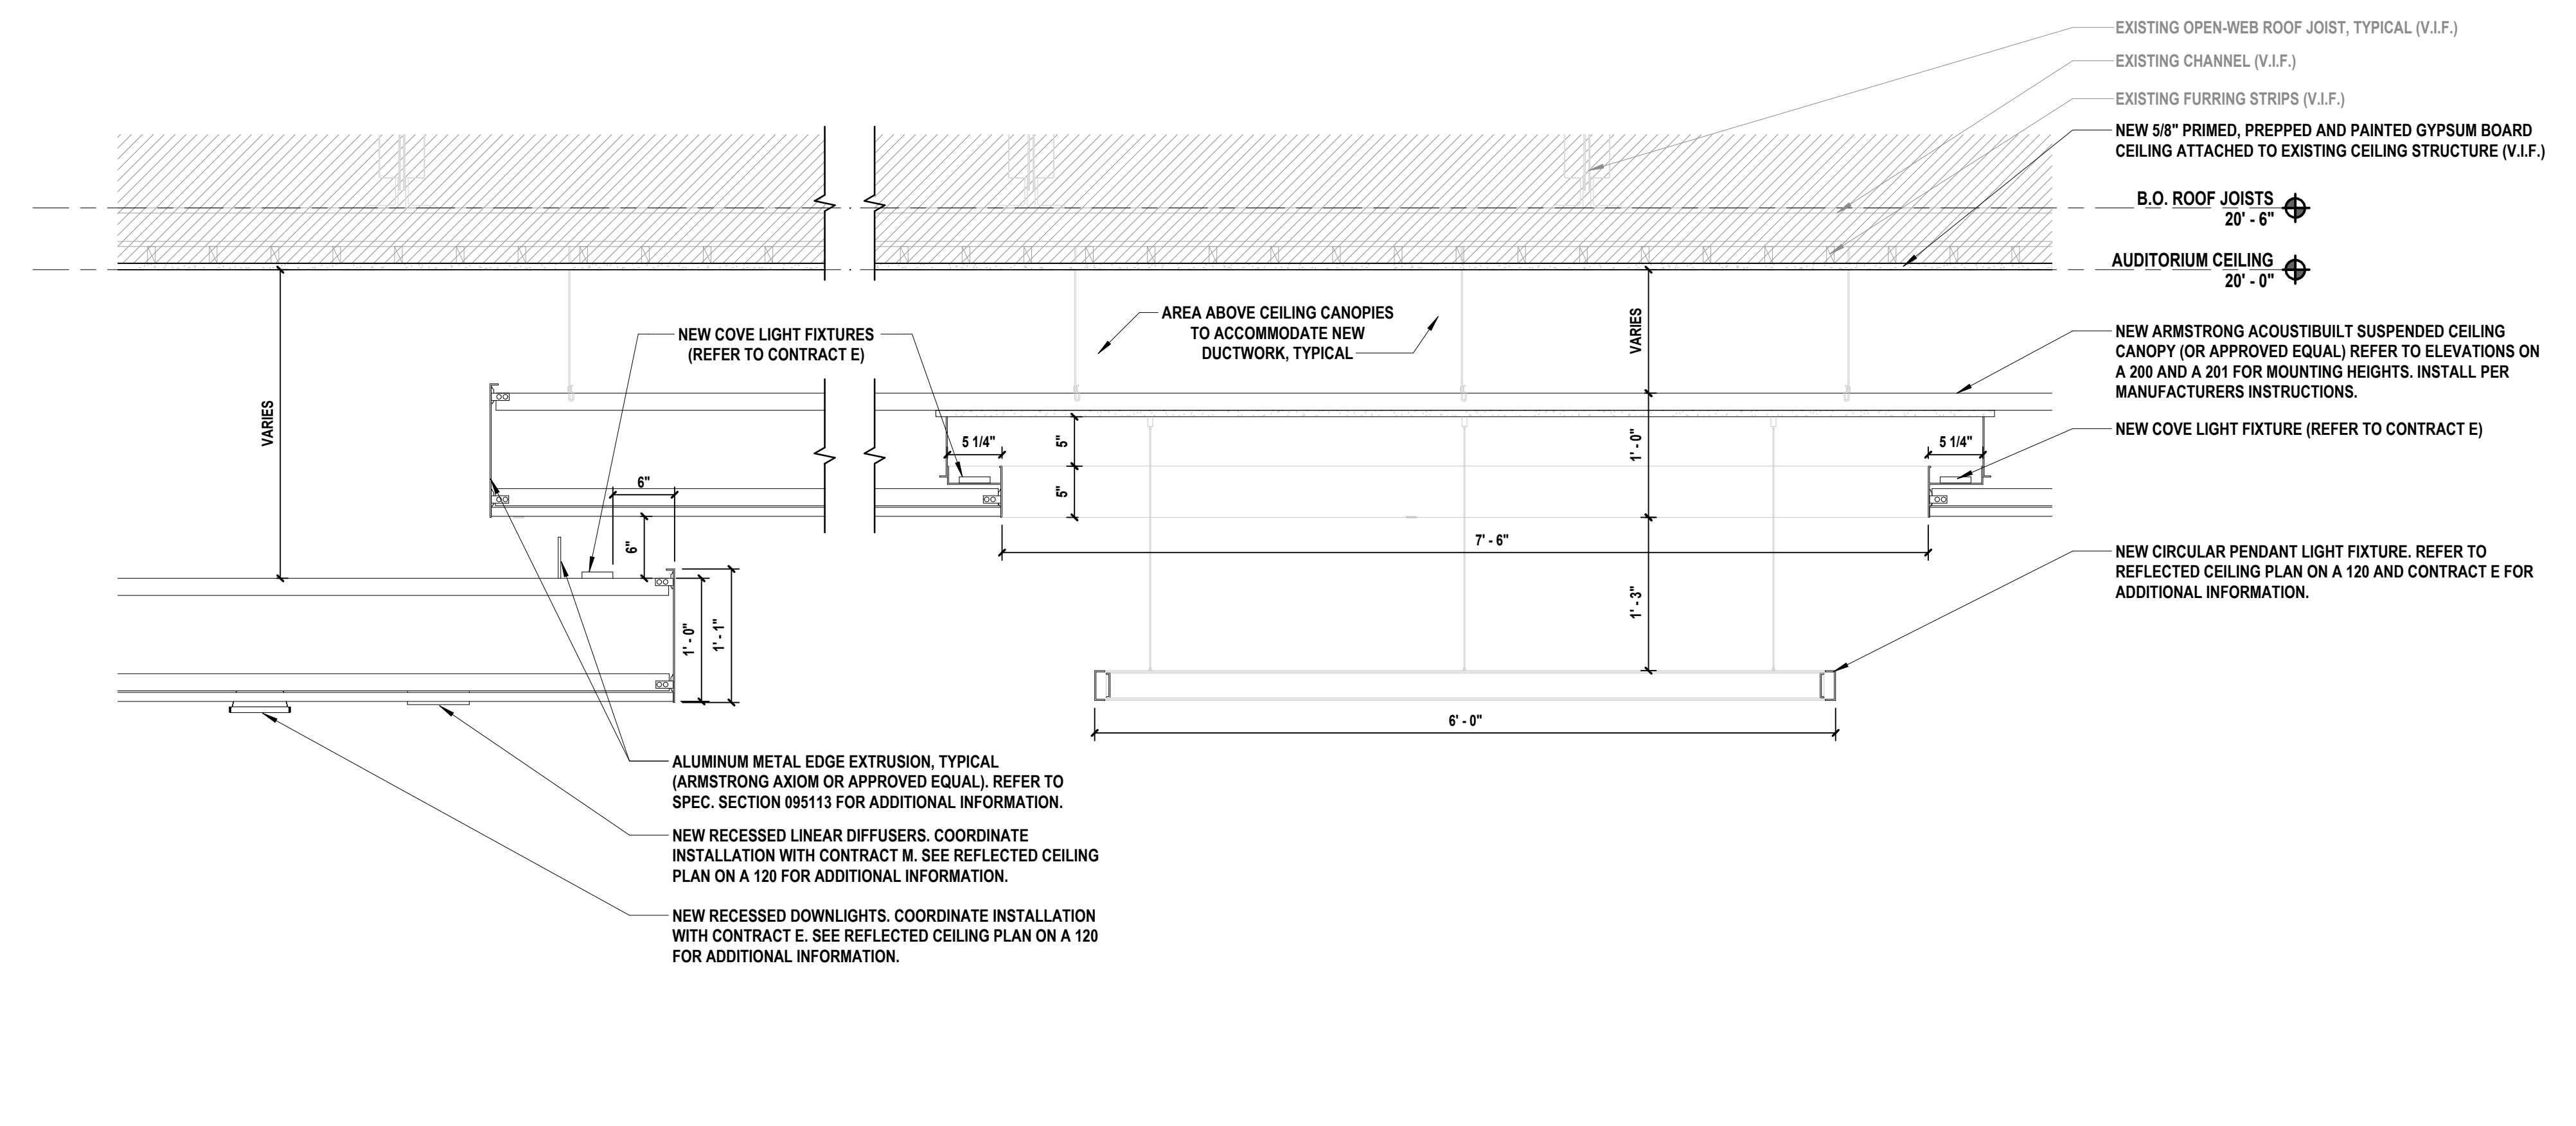 EXISTING OPEN-WEB ROOF JOIST, TYPICAL (V.I.F.)
EXISTING CHANNEL (V.I.F.)
EXISTING FURRING STRIPS (V.I.F.)
NEW 5/8" PRIMED, PREPPED AND PAINTED GYPSUM BOARD
CEILING ATTACHED TO EXISTING CEILING STRUCTURE (V.I.F.)
B.O. ROOF JOISTS
20' - 6"
AUDITORIUM CEILING
20' - 0"
NEW ARMSTRONG ACOUSTIBUILT SUSPENDED CEILING
CANOPY (OR APPROVED EQUAL) REFER TO ELEVATIONS ON
A 200 AND A 201 FOR MOUNTING HEIGHTS. INSTALL PER
MANUFACTURERS INSTRUCTIONS.
NEW COVE LIGHT FIXTURE (REFER TO CONTRACT E)
NEW CIRCULAR PENDANT LIGHT FIXTURE. REFER TO
REFLECTED CEILING PLAN ON A 120 AND CONTRACT E FOR
ADDITIONAL INFORMATION.
AREA ABOVE CEILING CANOPIES
TO ACCOMMODATE NEW
DUCTWORK, TYPICAL
NEW COVE LIGHT FIXTURES
(REFER TO CONTRACT E)
VARIES
VARIES
5 1/4"
5"
5"
1' - 0"
5 1/4"
6"
6"
7' - 6"
1' - 3"
1' - 0"
1' - 1"
6' - 0"
ALUMINUM METAL EDGE EXTRUSION, TYPICAL
(ARMSTRONG AXIOM OR APPROVED EQUAL). REFER TO
SPEC. SECTION 095113 FOR ADDITIONAL INFORMATION.
NEW RECESSED LINEAR DIFFUSERS. COORDINATE
INSTALLATION WITH CONTRACT M. SEE REFLECTED CEILING
PLAN ON A 120 FOR ADDITIONAL INFORMATION.
NEW RECESSED DOWNLIGHTS. COORDINATE INSTALLATION
WITH CONTRACT E. SEE REFLECTED CEILING PLAN ON A 120
FOR ADDITIONAL INFORMATION.